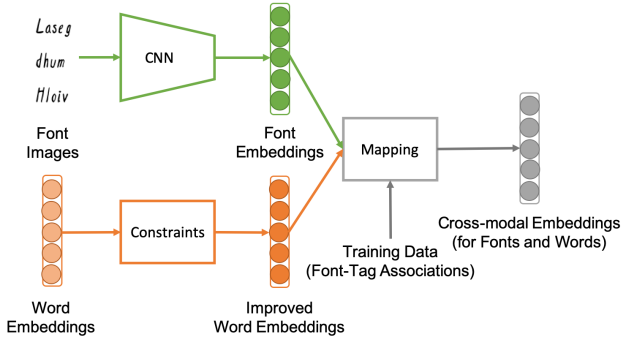 Laseg
dhum
Hloiv
CNN
Font
Images
Font
Embeddings
Mapping
Constraints
Training Data
(Font-Tag Associations)
Cross-modal Embeddings
(for Fonts and Words)
Word
Embeddings
Improved
Word Embeddings